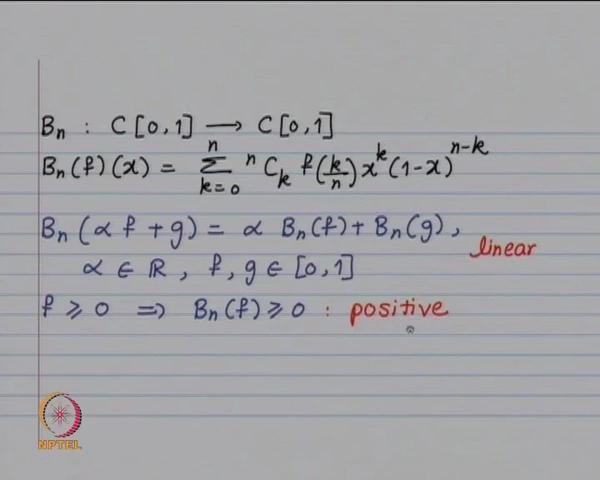 Bₙ : C[0,1] → C[0,1]
Bₙ(f)(x) = Σ_{k=0}^{n} ⁿCₖ f(k/n) xᵏ (1-x)ⁿ⁻ᵏ
Bₙ(αf+g) = α Bₙ(f) + Bₙ(g),
linear
α ∈ ℝ, f, g ∈ [0,1]
f ≥ 0 ⇒ Bₙ(f) ≥ 0 : positive
NPTEL